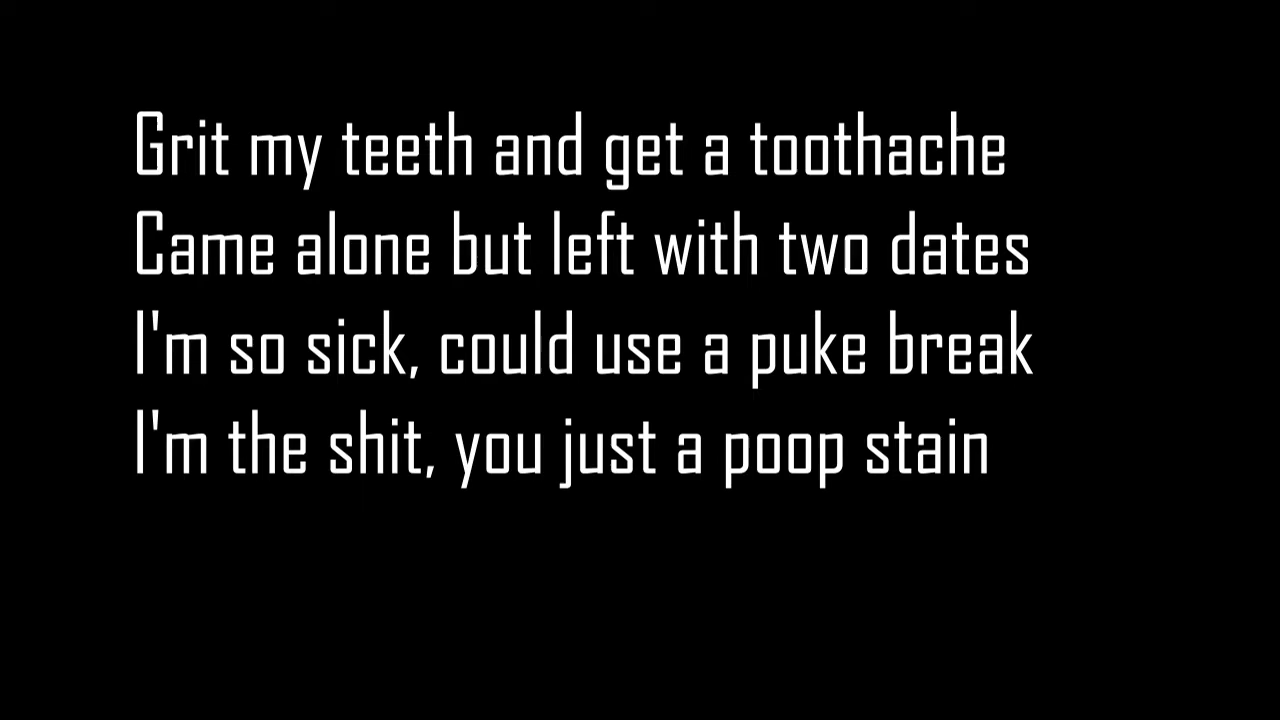 Grit my teeth and get a toothache
Came alone but left with two dates
I'm so sick, could use a puke break
I'm the shit, you just a poop stain